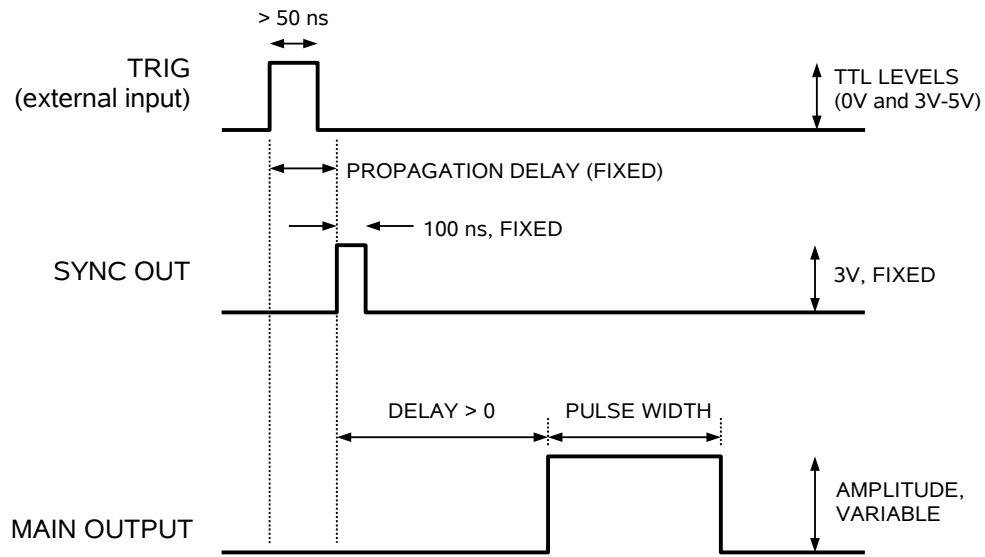 > 50 ns
TRIG
(external input)
TTL LEVELS
(0V and 3V-5V)
PROPAGATION DELAY (FIXED)
100 ns, FIXED
SYNC OUT
3V, FIXED
DELAY > 0
PULSE WIDTH
AMPLITUDE,
VARIABLE
MAIN OUTPUT